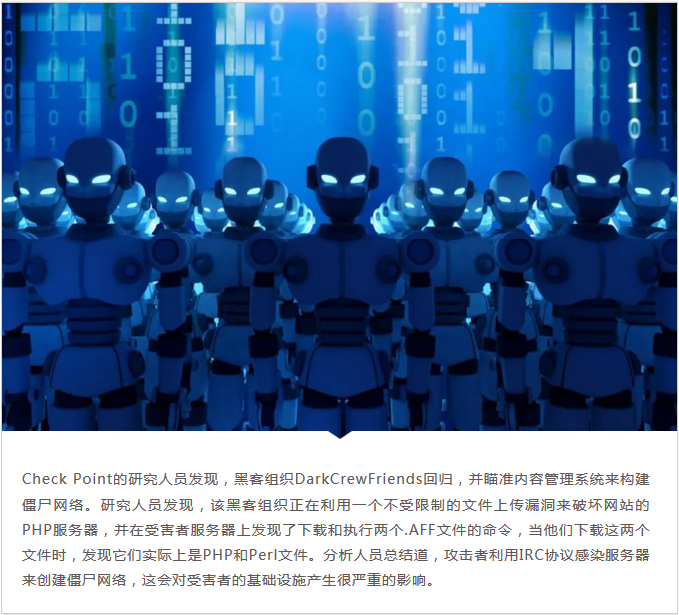 Check Point的研究人员发现，黑客组织DarkCrewFriends回归，并瞄准内容管理系统来构建
僵尸网络。研究人员发现，该黑客组织正在利用一个不受限制的文件上传漏洞来破坏网站的
PHP服务器，并在受害者服务器上发现了下载和执行两个.AFF文件的命令，当他们下载这两个
文件时，发现它们实际上是PHP和Perl文件。分析人员总结道，攻击者利用IRC协议感染服务器
来创建僵尸网络，这会对受害者的基础设施产生很严重的影响。